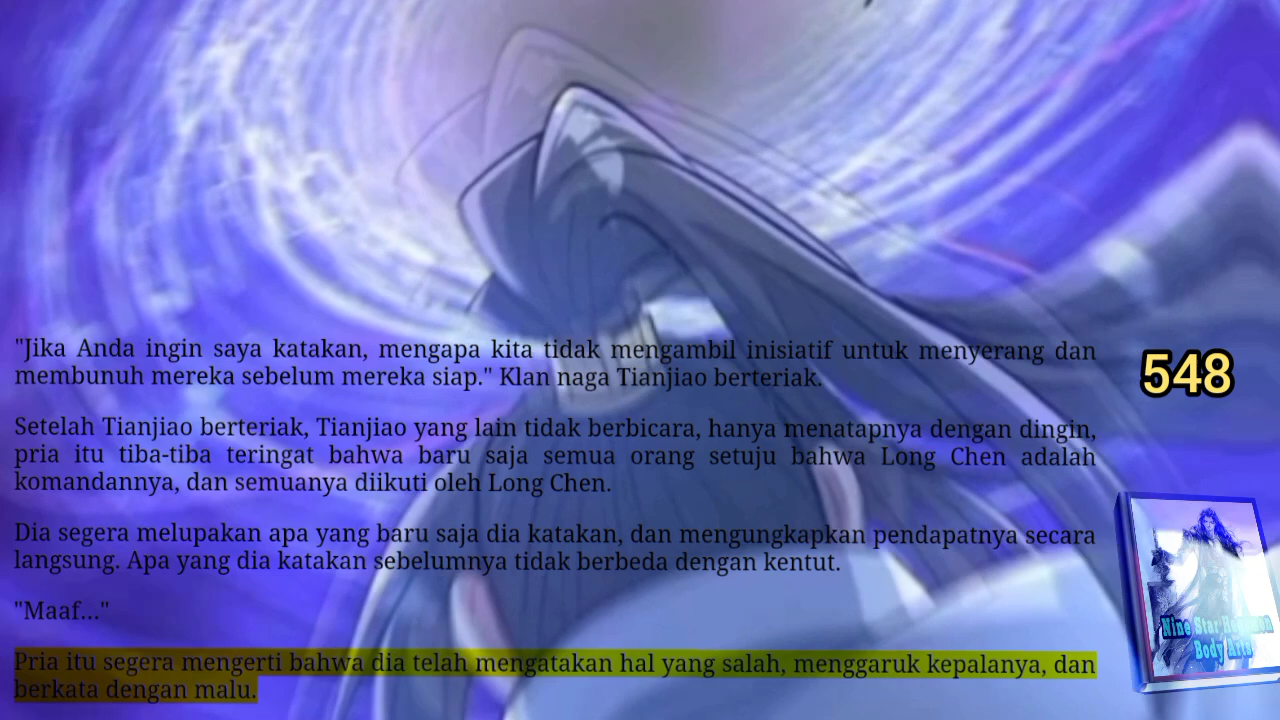 "Jika Anda ingin saya katakan, mengapa kita tidak mengambil inisiatif untuk menyerang dan
membunuh mereka sebelum mereka siap." Klan naga Tianjiao berteriak.
Setelah Tianjiao berteriak, Tianjiao yang lain tidak berbicara, hanya menatapnya dengan dingin,
pria itu tiba-tiba teringat bahwa baru saja semua orang setuju bahwa Long Chen adalah
komandannya, dan semuanya diikuti oleh Long Chen.
Dia segera melupakan apa yang baru saja dia katakan, dan mengungkapkan pendapatnya secara
langsung. Apa yang dia katakan sebelumnya tidak berbeda dengan kentut.
"Maaf..."
Pria itu segera mengerti bahwa dia telah mengatakan hal yang salah, menggaruk kepalanya, dan
berkata dengan malu.
548
Nine Star Hegemon
Body Arts